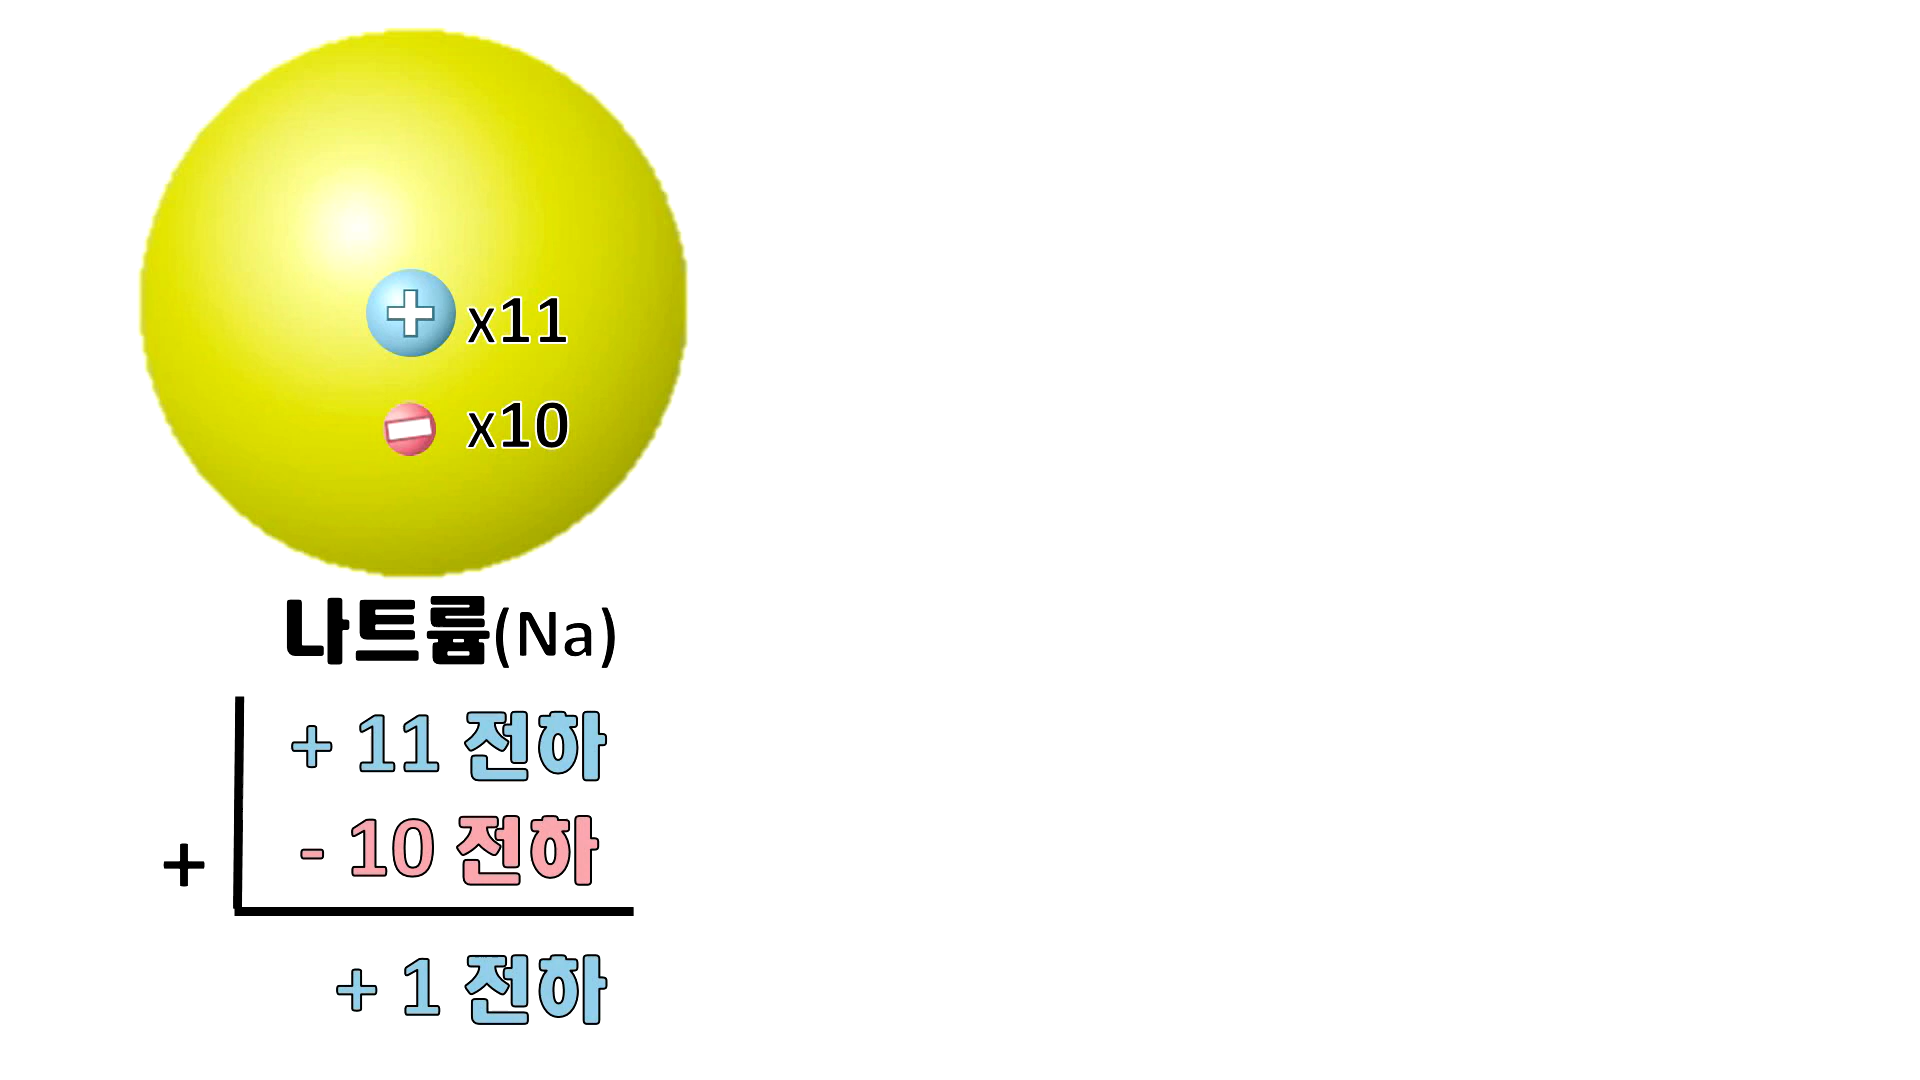 + x11
- x10
나트륨(Na)
+ 11 전하
- 10 전하
+
+ 1 전하